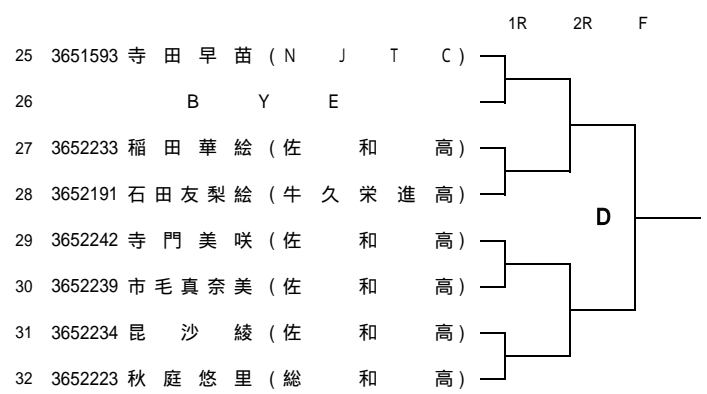 1R 2R F
25 3651593 寺田早苗 (NJTC)
26 BYE
27 3652233 稲田華絵 (佐和高)
28 3652191 石田友梨絵 (牛久栄進高)
D
29 3652242 寺門美咲 (佐和高)
30 3652239 市毛真奈美 (佐和高)
31 3652234 昆沙綾 (佐和高)
32 3652223 秋庭悠里 (総和高)